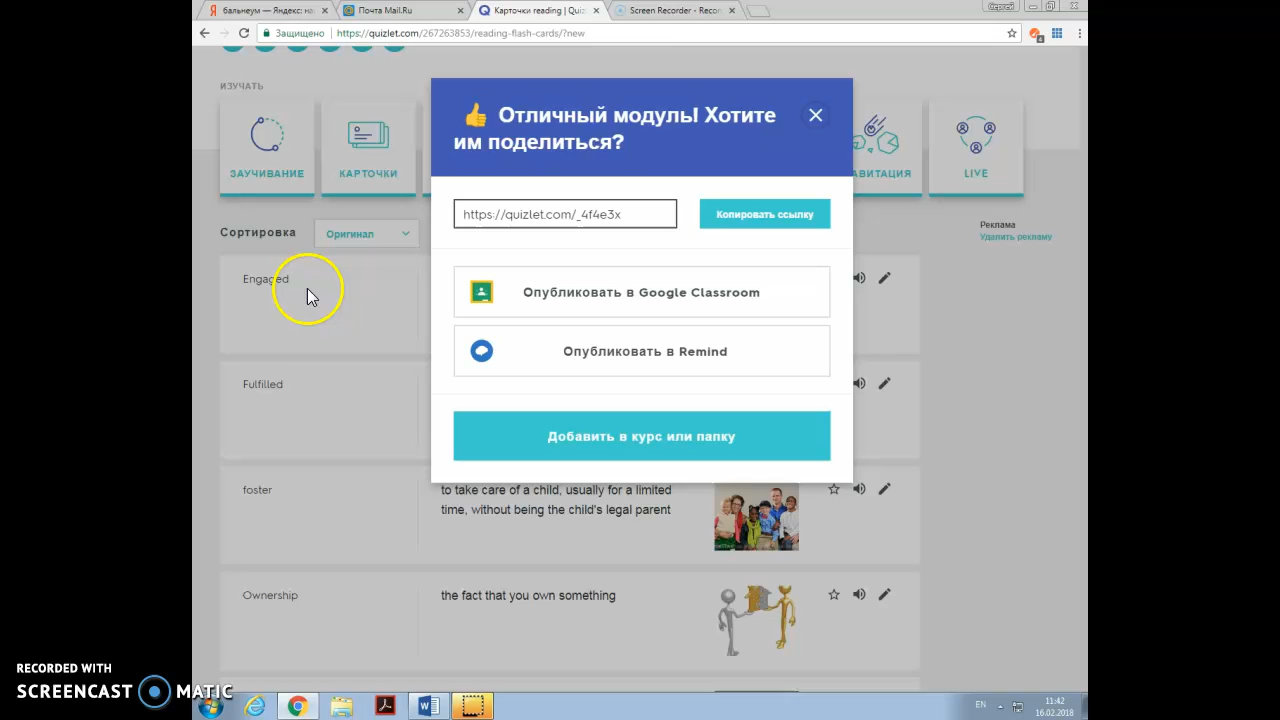 бальнеум — Яндекс: на
Почта Mail.Ru
Карточки reading | Quiz
Screen Recorder - Recor
Сергей
Защищено
https://quizlet.com/267263853/reading-flash-cards/?new
ИЗУЧАТЬ
ЗАУЧИВАНИЕ
КАРТОЧКИ
АВИТАЦИЯ
LIVE
👍 Отличный модуль! Хотите
им поделиться?
https://quizlet.com/_4f4e3x
Копировать ссылку
Сортировка
Оригинал
Реклама
Удалить рекламу
Engaged
Опубликовать в Google Classroom
Опубликовать в Remind
Fulfilled
Добавить в курс или папку
foster
to take care of a child, usually for a limited
time, without being the child's legal parent
Ownership
the fact that you own something
RECORDED WITH
SCREENCAST MATIC
EN
11:42
16.02.2018